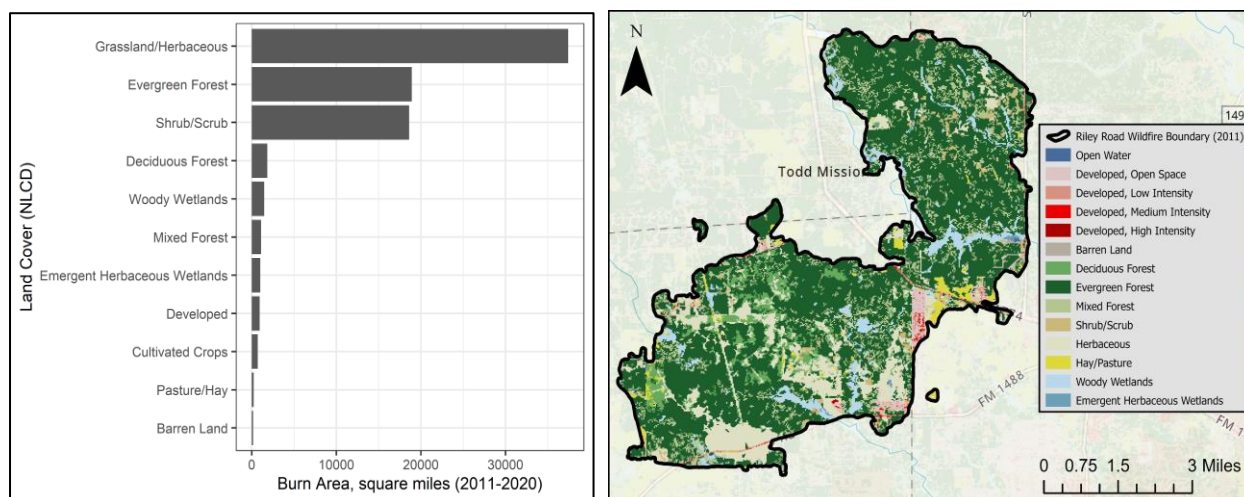 Grassland/Herbaceous
Evergreen Forest
Shrub/Scrub
Deciduous Forest
Woody Wetlands
Mixed Forest
Emergent Herbaceous Wetlands
Developed
Cultivated Crops
Pasture/Hay
Barren Land
Land Cover (NLCD)
0 10000 20000 30000
Burn Area, square miles (2011-2020)
N
149
Todd Missio
FM 1488
FM 1
Riley Road Wildfire Boundary (2011)
Open Water
Developed, Open Space
Developed, Low Intensity
Developed, Medium Intensity
Developed, High Intensity
Barren Land
Deciduous Forest
Evergreen Forest
Mixed Forest
Shrub/Scrub
Herbaceous
Hay/Pasture
Woody Wetlands
Emergent Herbaceous Wetlands
0 0.75 1.5 3 Miles